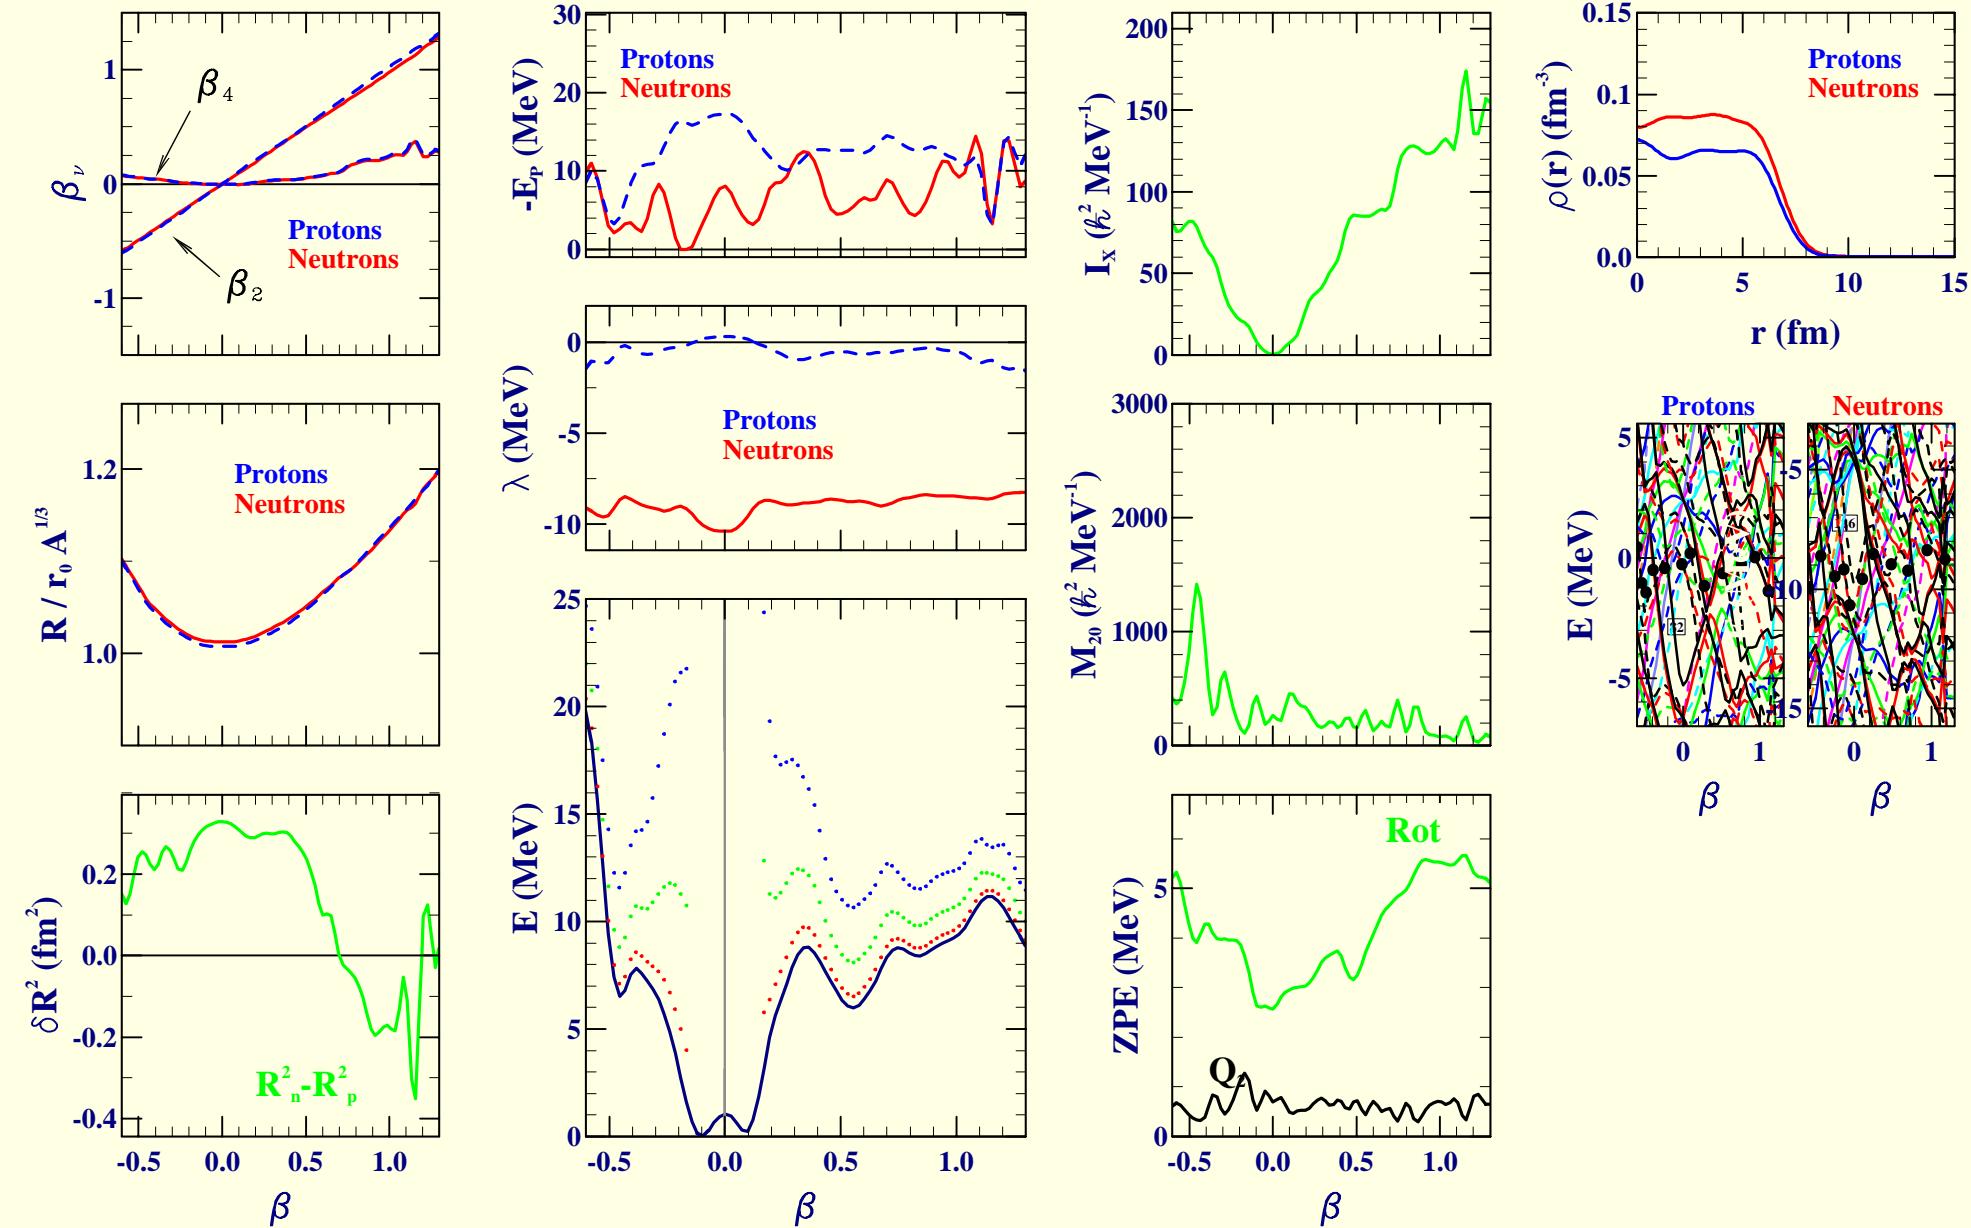 1
0
-1
β ν
β 4
β 2
Protons
Neutrons
1.2
1.0
R / r0 A 1/3
Protons
Neutrons
0.2
0.0
-0.2
-0.4
δR2 (fm2)
R2n-R2p
-0.5 0.0 0.5 1.0
β
30
20
10
0
-EP (MeV)
Protons
Neutrons
0
-5
-10
λ (MeV)
Protons
Neutrons
25
20
15
10
5
0
E (MeV)
-0.5 0.0 0.5 1.0
β
200
150
100
50
0
IX (ℏ2 MeV-1)
3000
2000
1000
0
M20 (ℏ2 MeV-1)
5
0
ZPE (MeV)
Rot
Q2
-0.5 0.0 0.5 1.0
β
0.15
0.1
0.05
0.0
ρ(r) (fm-3)
Protons
Neutrons
0 5 10 15
r (fm)
Protons Neutrons
5
0
-5
E (MeV)
-5
-10
-15
0 1 0 1
β β